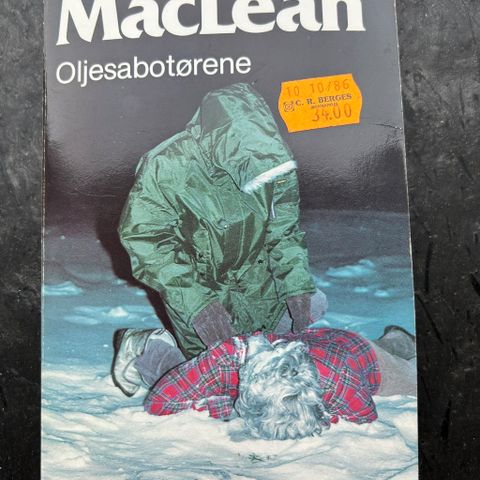 MacLean
Oljesabotørene
10 10/86
C. R. BERGES
34.00